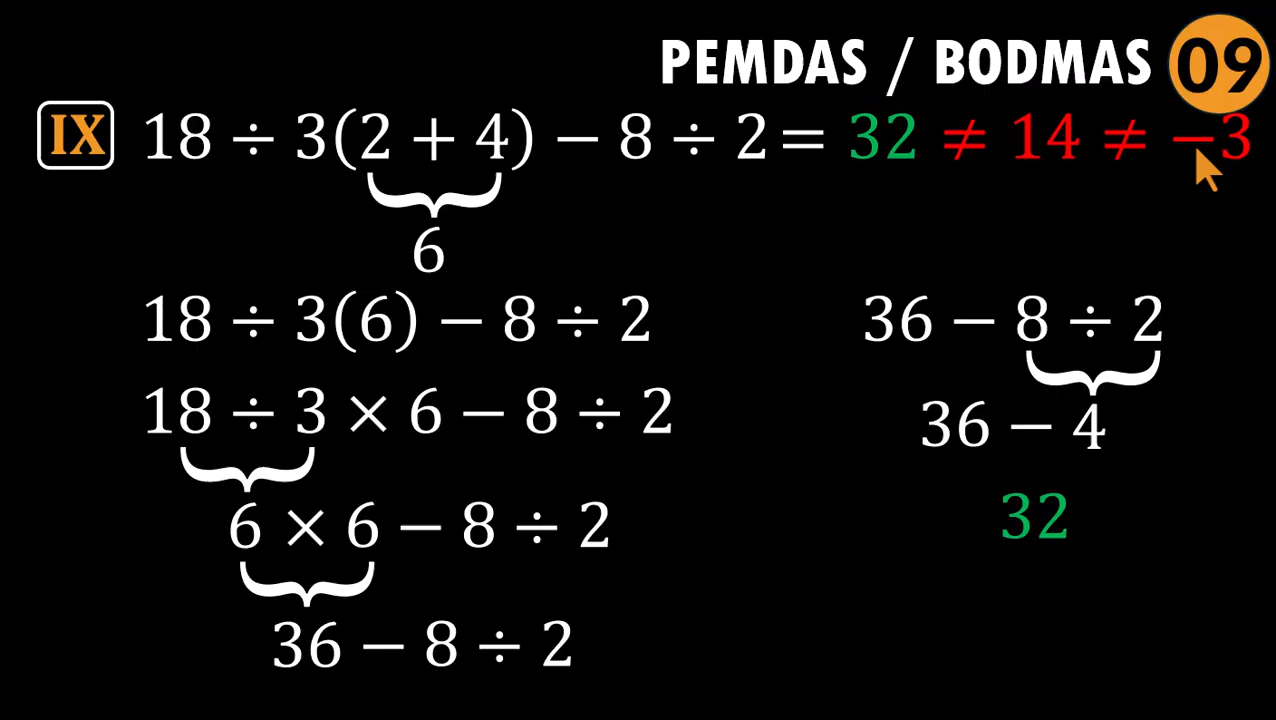 PEMDAS / BODMAS 09
IX 18 ÷ 3(2 + 4) − 8 ÷ 2 = 32 ≠ 14 ≠ −3
6
18 ÷ 3(6) − 8 ÷ 2
18 ÷ 3 × 6 − 8 ÷ 2
6 × 6 − 8 ÷ 2
36 − 8 ÷ 2
36 − 8 ÷ 2
36 − 4
32